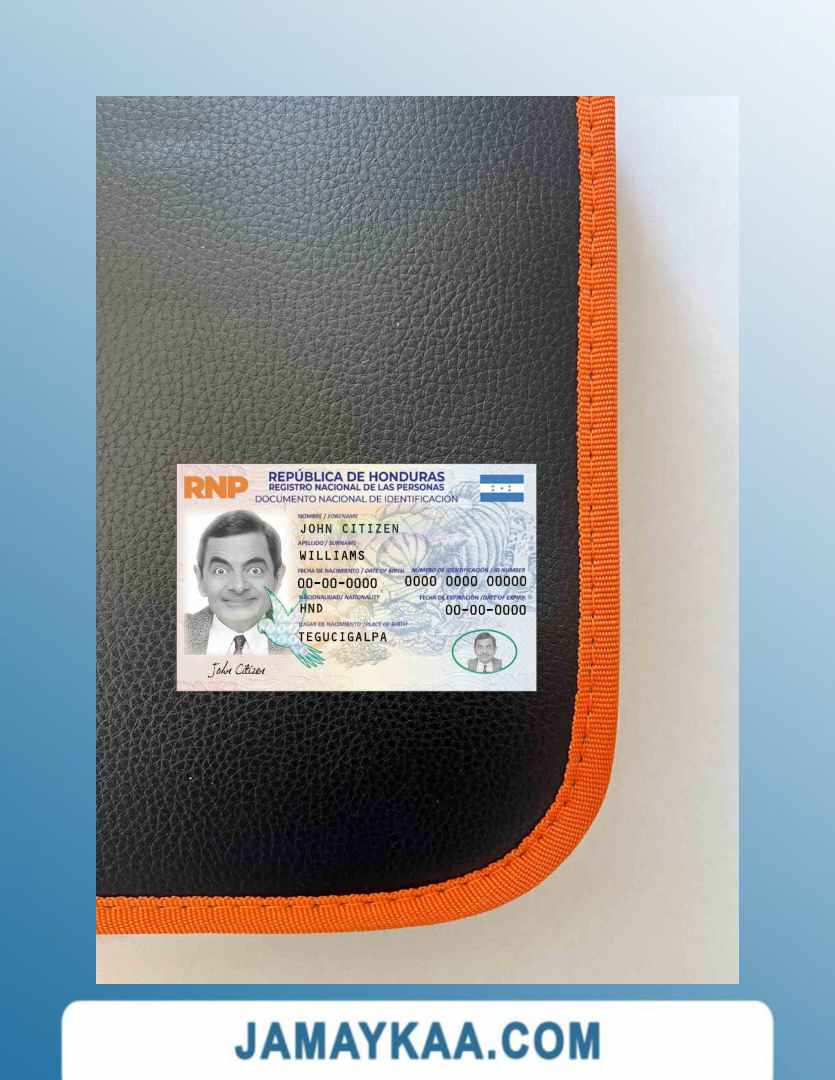 RNP
REPÚBLICA DE HONDURAS
REGISTRO NACIONAL DE LAS PERSONAS
DOCUMENTO NACIONAL DE IDENTIFICACIÓN
NOMBRE / FORENAME
JOHN CITIZEN
APELLIDO / SURNAME
WILLIAMS
FECHA DE NACIMIENTO / DATE OF BIRTH
00-00-0000
NÚMERO DE IDENTIFICACIÓN / ID NUMBER
0000 0000 00000
NACIONALIDAD/ NATIONALITY
HND
FECHA DE EXPIRACIÓN /DATE OF EXPIRY
00-00-0000
LUGAR DE NACIMIENTO /PLACE OF BIRTH
TEGUCIGALPA
John Citizen
JAMAYKAA.COM